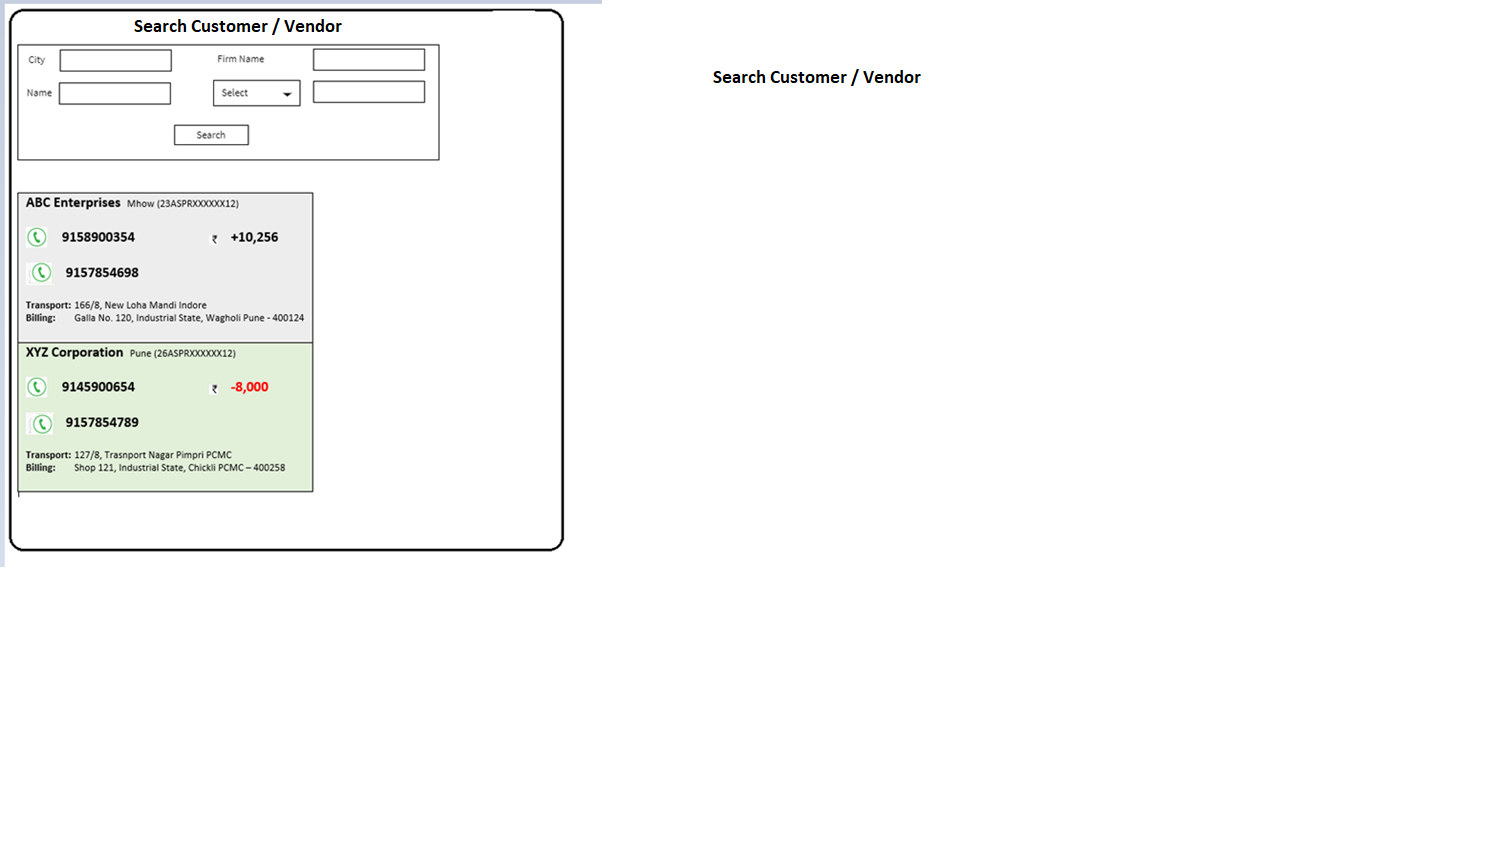 Search Customer / Vendor
City
Firm Name
Name
Select
Search
ABC Enterprises Mhow (23ASPRXXXXXX12)
9158900354 ₹ +10,256
9157854698
Transport: 166/8, New Loha Mandi Indore
Billing: Galla No. 120, Industrial State, Wagholi Pune - 400124
XYZ Corporation Pune (26ASPRXXXXXX12)
9145900654 ₹ -8,000
9157854789
Transport: 127/8, Trasnport Nagar Pimpri PCMC
Billing: Shop 121, Industrial State, Chickli PCMC – 400258
Search Customer / Vendor